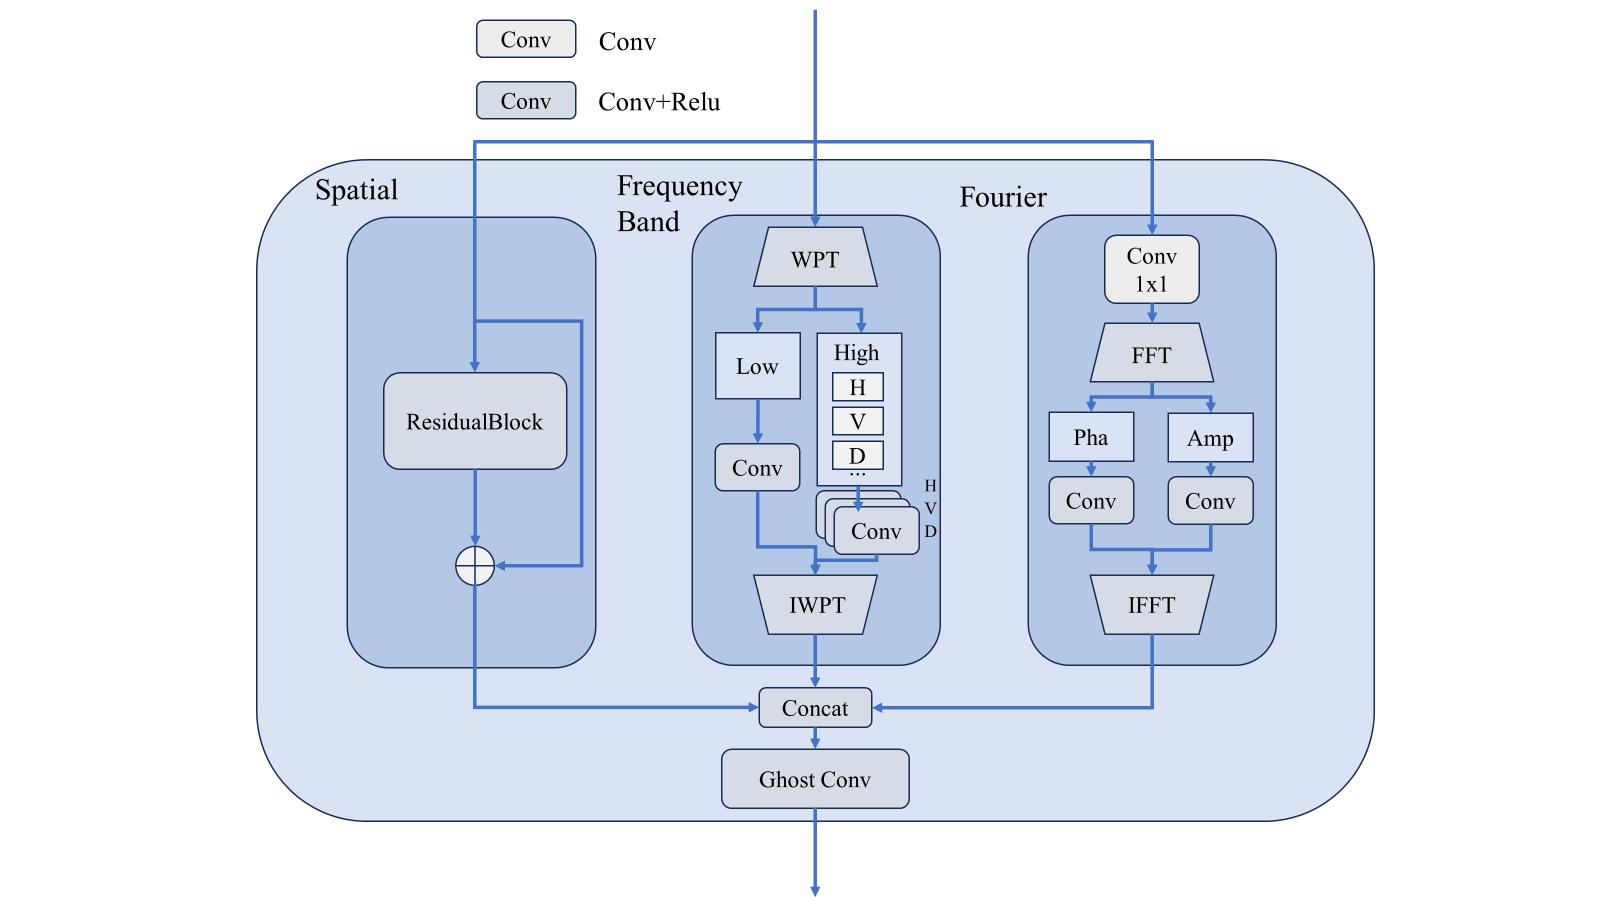 Conv Conv
Conv Conv+Relu
Spatial
Frequency
Band
Fourier
ResidualBlock
WPT
Low
High
H
V
D
...
Conv
H
V
D
Conv
IWPT
Conv
1x1
FFT
Pha
Amp
Conv
Conv
IFFT
Concat
Ghost Conv